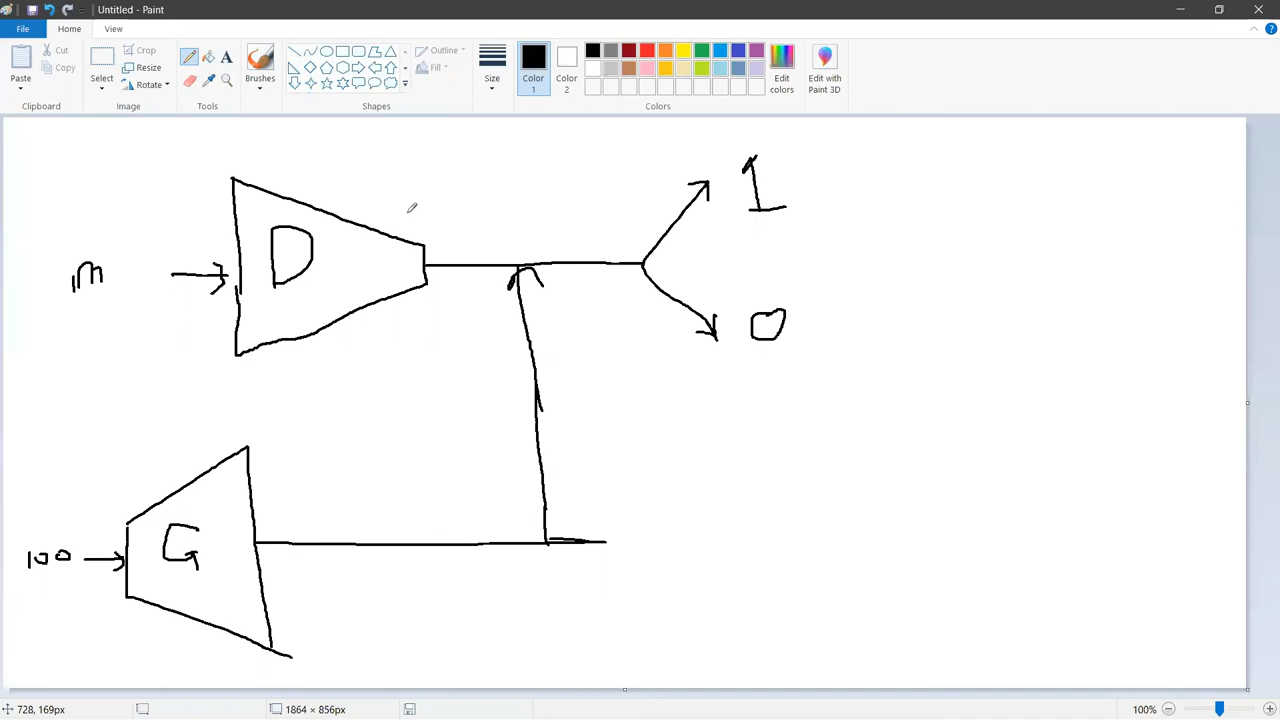 Untitled - Paint
File Home View
Paste
Cut
Copy
Clipboard
Select
Crop
Resize
Rotate
Image
A
Tools
Brushes
Shapes
Outline
Fill
Size
Color 1
Color 2
Edit colors
Colors
Edit with Paint 3D
1
D
m
0
G
100
728, 169px
1864 × 856px
100%